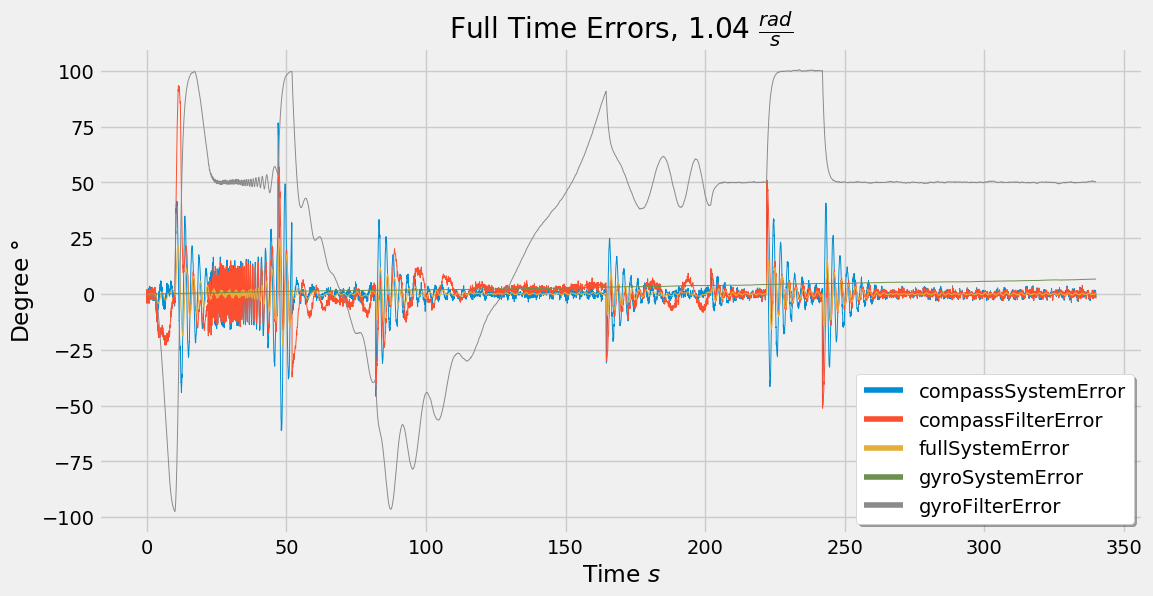 Full Time Errors, 1.04 rad/s
Degree °
100
75
50
25
0
−25
−50
−75
−100
0 50 100 150 200 250 300 350
Time s
compassSystemError
compassFilterError
fullSystemError
gyroSystemError
gyroFilterError